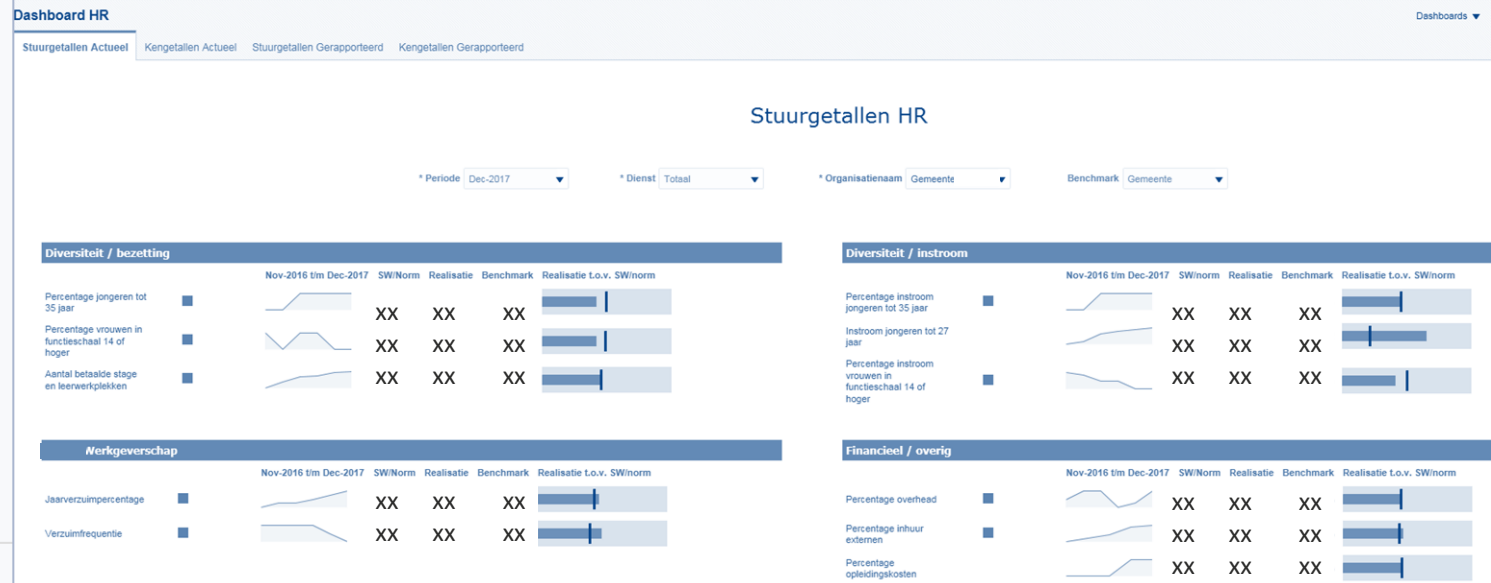 Dashboard HR
Dashboards
Stuurgetallen Actueel Kengetallen Actueel Stuurgetallen Gerapporteerd Kengetallen Gerapporteerd
Stuurgetallen HR
* Periode Dec-2017 * Dienst Totaal * Organisatienaam Gemeente Benchmark Gemeente
Diversiteit / bezetting
Nov-2016 t/m Dec-2017 SW/Norm Realisatie Benchmark Realisatie t.o.v. SW/norm
Percentage jongeren tot
35 jaar
XX XX XX
Percentage vrouwen in
functieschaal 14 of
hoger
XX XX XX
Aantal betaalde stage
en leerwerkplekken
XX XX XX
Diversiteit / instroom
Nov-2016 t/m Dec-2017 SW/norm Realisatie Benchmark Realisatie t.o.v. SW/norm
Percentage instroom
jongeren tot 35 jaar
XX XX XX
Instroom jongeren tot 27
jaar
XX XX XX
Percentage instroom
vrouwen in
functieschaal 14 of
hoger
XX XX XX
Werkgeverschap
Nov-2016 t/m Dec-2017 SW/Norm Realisatie Benchmark Realisatie t.o.v. SW/norm
Jaarverzuimpercentage
XX XX XX
Verzuimfrequentie
XX XX XX
Financieel / overig
Nov-2016 t/m Dec-2017 SW/Norm Realisatie Benchmark Realisatie t.o.v. SW/norm
Percentage overhead
XX XX XX
Percentage inhuur
externen
XX XX XX
Percentage
opleidingskosten
XX XX XX